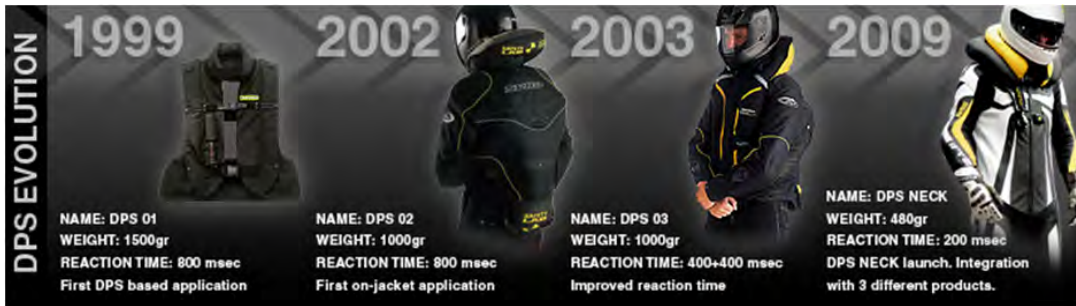 DPS EVOLUTION
1999
NAME: DPS 01
WEIGHT: 1500gr
REACTION TIME: 800 msec
First DPS based application
2002
NAME: DPS 02
WEIGHT: 1000gr
REACTION TIME: 800 msec
First on-jacket application
2003
NAME: DPS 03
WEIGHT: 1000gr
REACTION TIME: 400+400 msec
Improved reaction time
2009
NAME: DPS NECK
WEIGHT: 480gr
REACTION TIME: 200 msec
DPS NECK launch. Integration
with 3 different products.